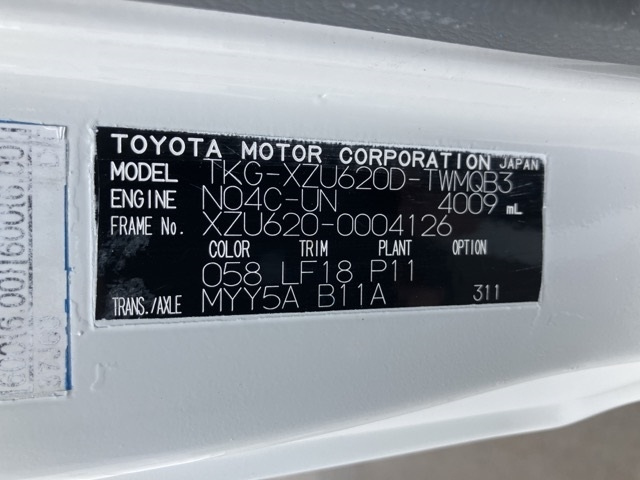 TOYOTA MOTOR CORPORATION JAPAN
MODEL TKG-XZU620D-TWMQB3
ENGINE N04C-UN 4009 mL
FRAME No. XZU620-0004126
COLOR TRIM PLANT OPTION
058 LF18 P11
TRANS./AXLE MYY5A B11A 311